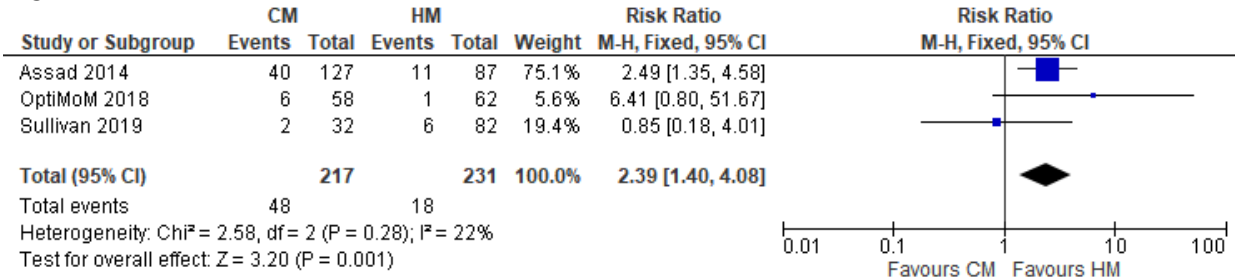 CM HM Risk Ratio Risk Ratio
Study or Subgroup Events Total Events Total Weight M-H, Fixed, 95% CI M-H, Fixed, 95% CI
Assad 2014 40 127 11 87 75.1% 2.49 [1.35, 4.58]
OptiMoM 2018 6 58 1 62 5.6% 6.41 [0.80, 51.67]
Sullivan 2019 2 32 6 82 19.4% 0.85 [0.18, 4.01]
Total (95% CI) 217 231 100.0% 2.39 [1.40, 4.08]
Total events 48 18
Heterogeneity: Chi² = 2.58, df = 2 (P = 0.28); I² = 22%
Test for overall effect: Z = 3.20 (P = 0.001)
0.01 0.1 1 10 100
Favours CM Favours HM